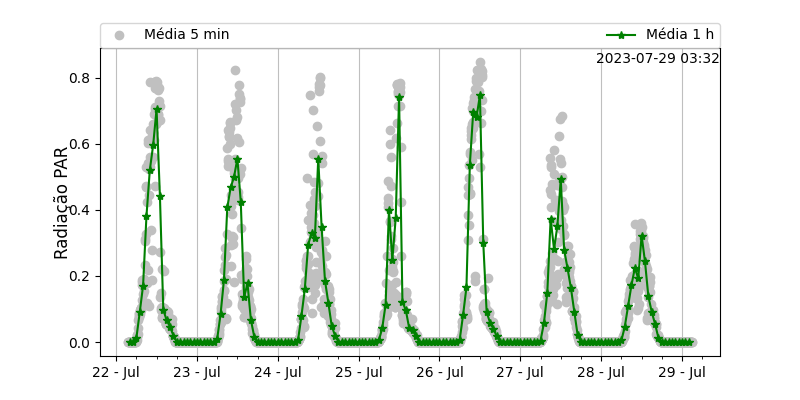 Média 5 min
Média 1 h
2023-07-29 03:32
Radiação PAR
0.8
0.6
0.4
0.2
0.0
22 - Jul
23 - Jul
24 - Jul
25 - Jul
26 - Jul
27 - Jul
28 - Jul
29 - Jul